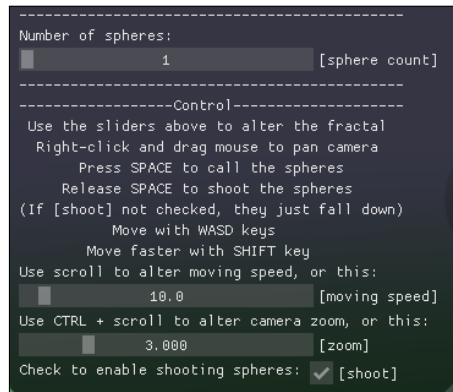 ---------------------------------------------
Number of spheres:
1 [sphere count]
---------------------------------------------
------------------Control--------------------
Use the sliders above to alter the fractal
Right-click and drag mouse to pan camera
Press SPACE to call the spheres
Release SPACE to shoot the spheres
(If [shoot] not checked, they just fall down)
Move with WASD keys
Move faster with SHIFT key
Use scroll to alter moving speed, or this:
10.0 [moving speed]
Use CTRL + scroll to alter camera zoom, or this:
3.000 [zoom]
Check to enable shooting spheres: ✓ [shoot]